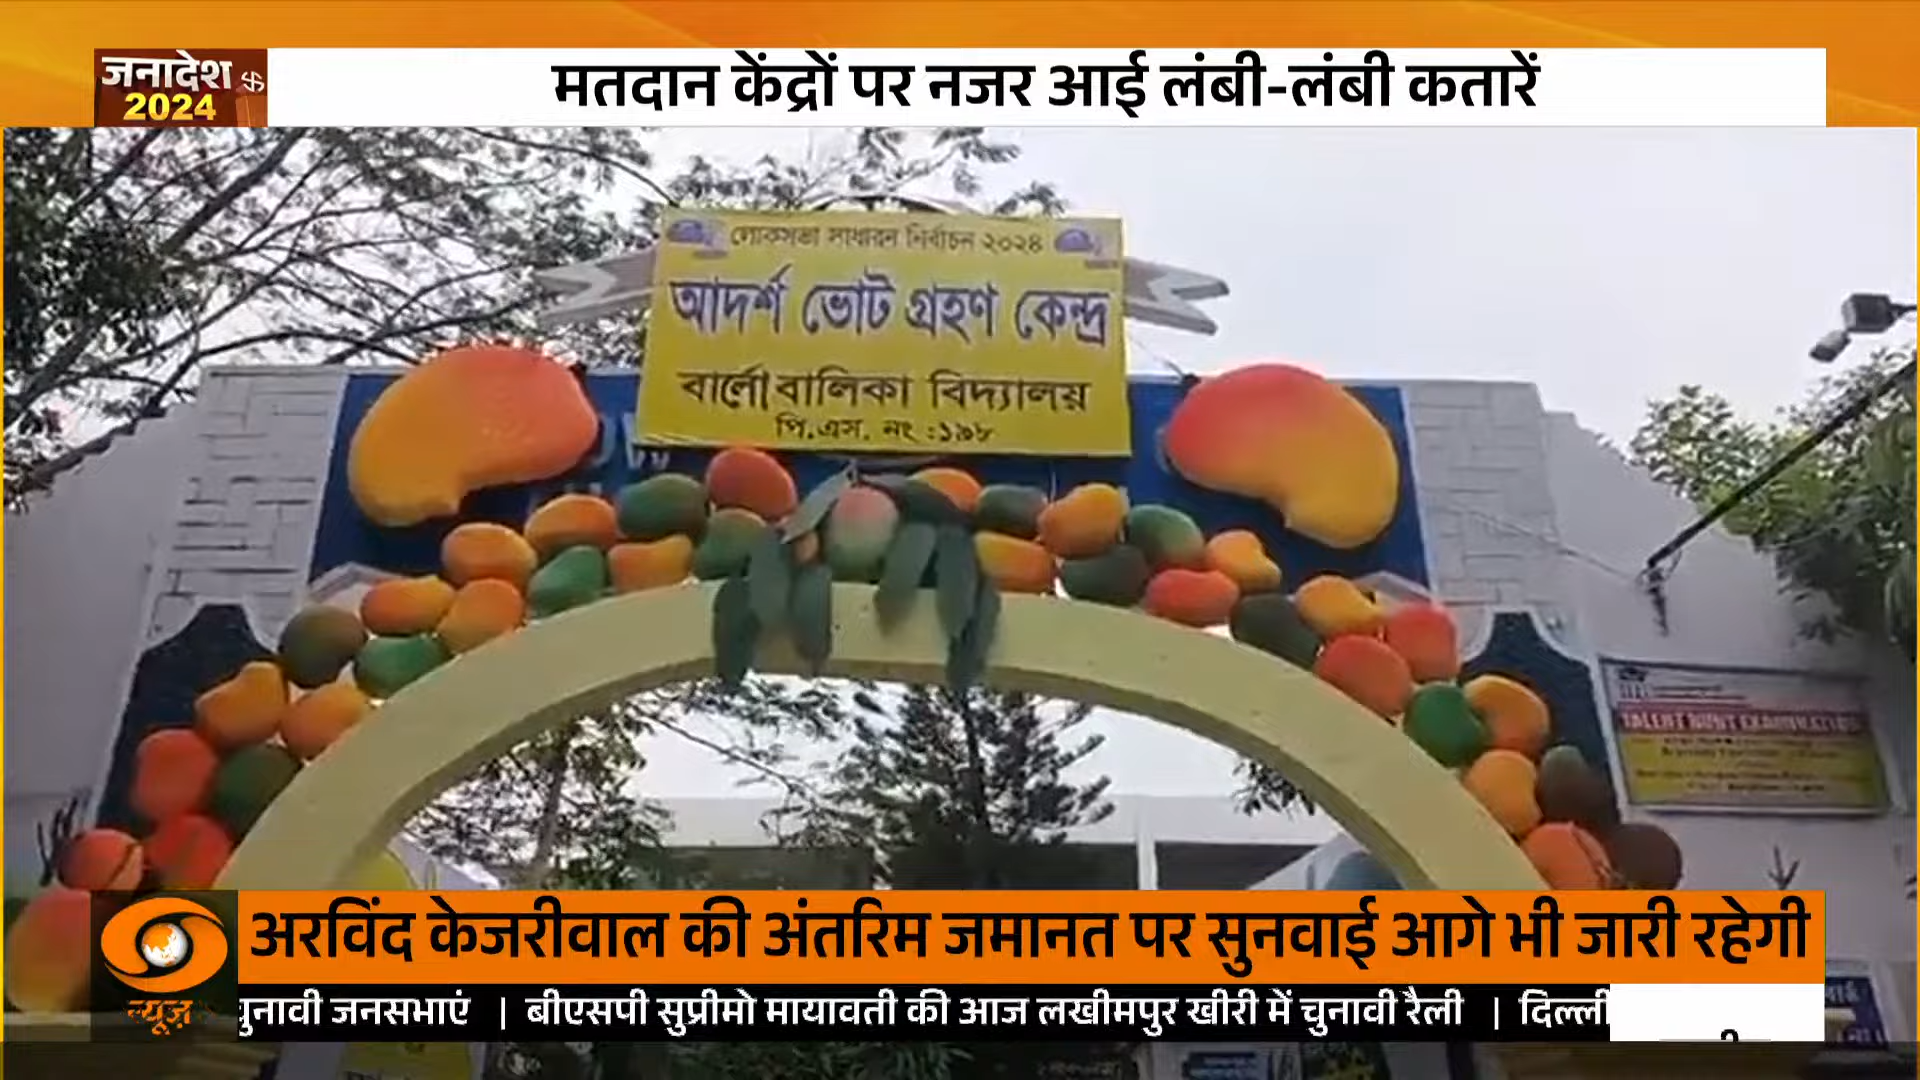 जनादेश
2024
मतदान केंद्रों पर नजर आई लंबी-लंबी कतारें
লোকসভা সাধারন নির্বাচন ২০২৪
আদর্শ ভোট গ্রহণ কেন্দ্র
বার্লো বালিকা বিদ্যালয়
পি.এস. নং :১৯৮
TALENT HUNT EXAMINATION
अरविंद केजरीवाल की अंतरिम जमानत पर सुनवाई आगे भी जारी रहेगी
न्यूज़
चुनावी जनसभाएं | बीएसपी सुप्रीमो मायावती की आज लखीमपुर खीरी में चुनावी रैली | दिल्ली